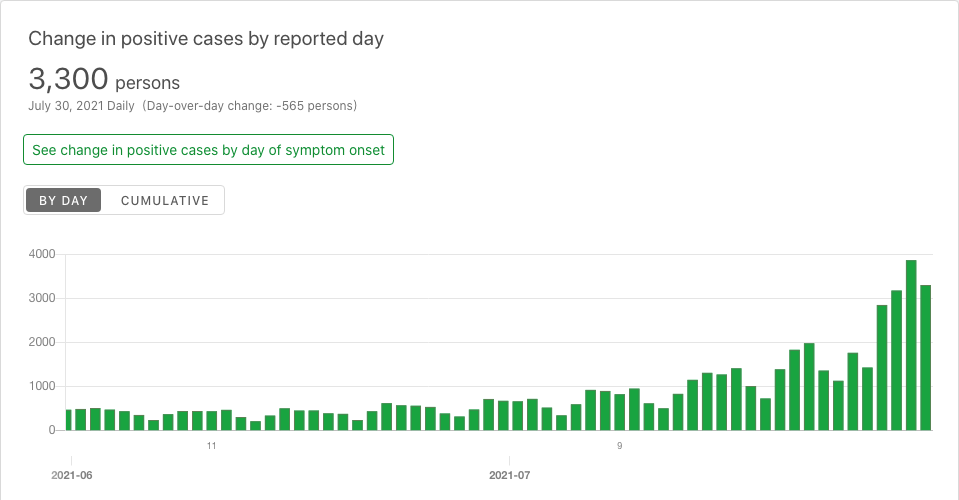 Change in positive cases by reported day
3,300 persons
July 30, 2021 Daily (Day-over-day change: -565 persons)
See change in positive cases by day of symptom onset
BY DAY CUMULATIVE
4000
3000
2000
1000
0
11 9
2021-06 2021-07